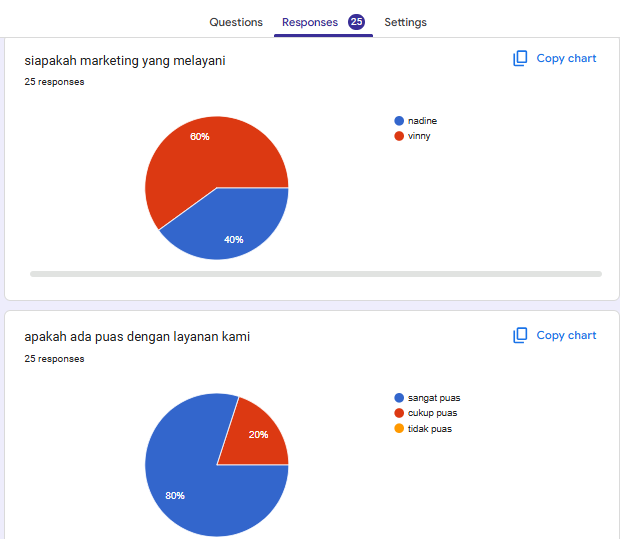 Questions Responses 25 Settings
siapakah marketing yang melayani
Copy chart
25 responses
nadine
vinny
60%
40%
apakah ada puas dengan layanan kami
Copy chart
25 responses
sangat puas
cukup puas
tidak puas
20%
80%